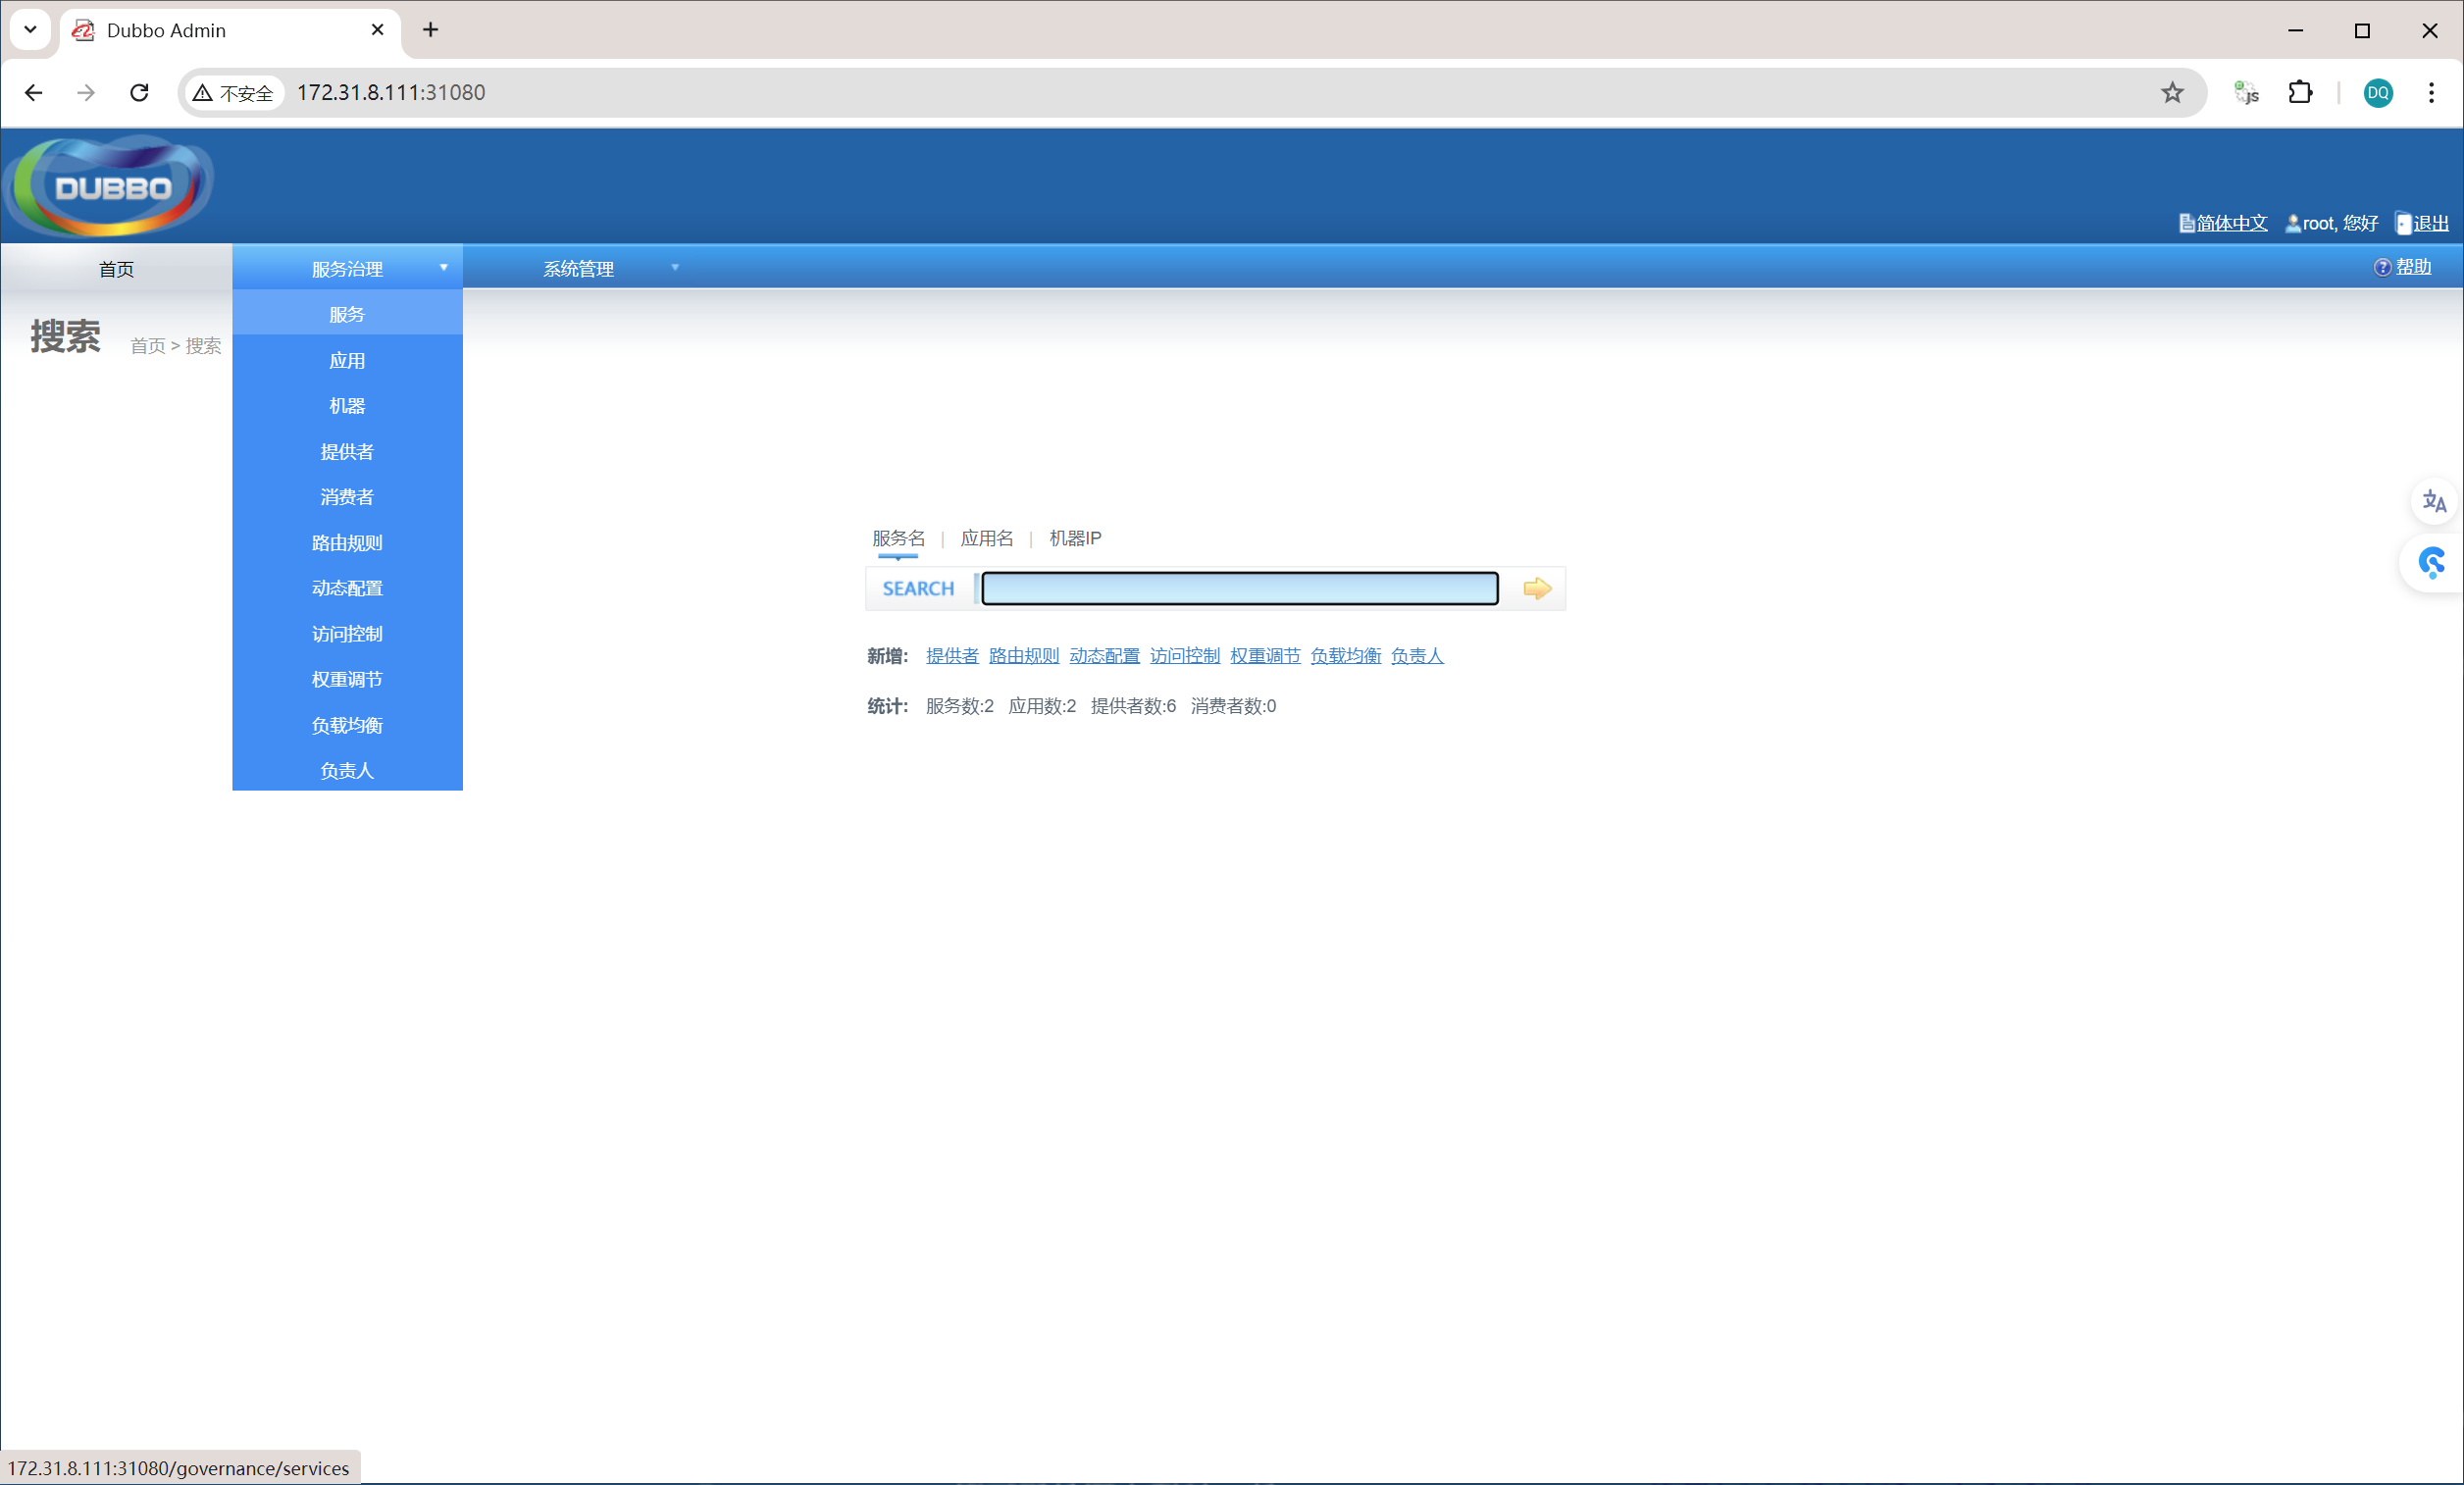 Dubbo Admin
不安全 172.31.8.111:31080 JS DQ
DUBBO
简体中文 root, 您好 退出
首页 服务治理 系统管理 帮助
搜索 首页 > 搜索
服务
应用
机器
提供者
消费者
路由规则
动态配置
访问控制
权重调节
负载均衡
负责人
服务名 | 应用名 | 机器IP
SEARCH
新增: 提供者 路由规则 动态配置 访问控制 权重调节 负载均衡 负责人
统计: 服务数:2 应用数:2 提供者数:6 消费者数:0
文A
172.31.8.111:31080/governance/services